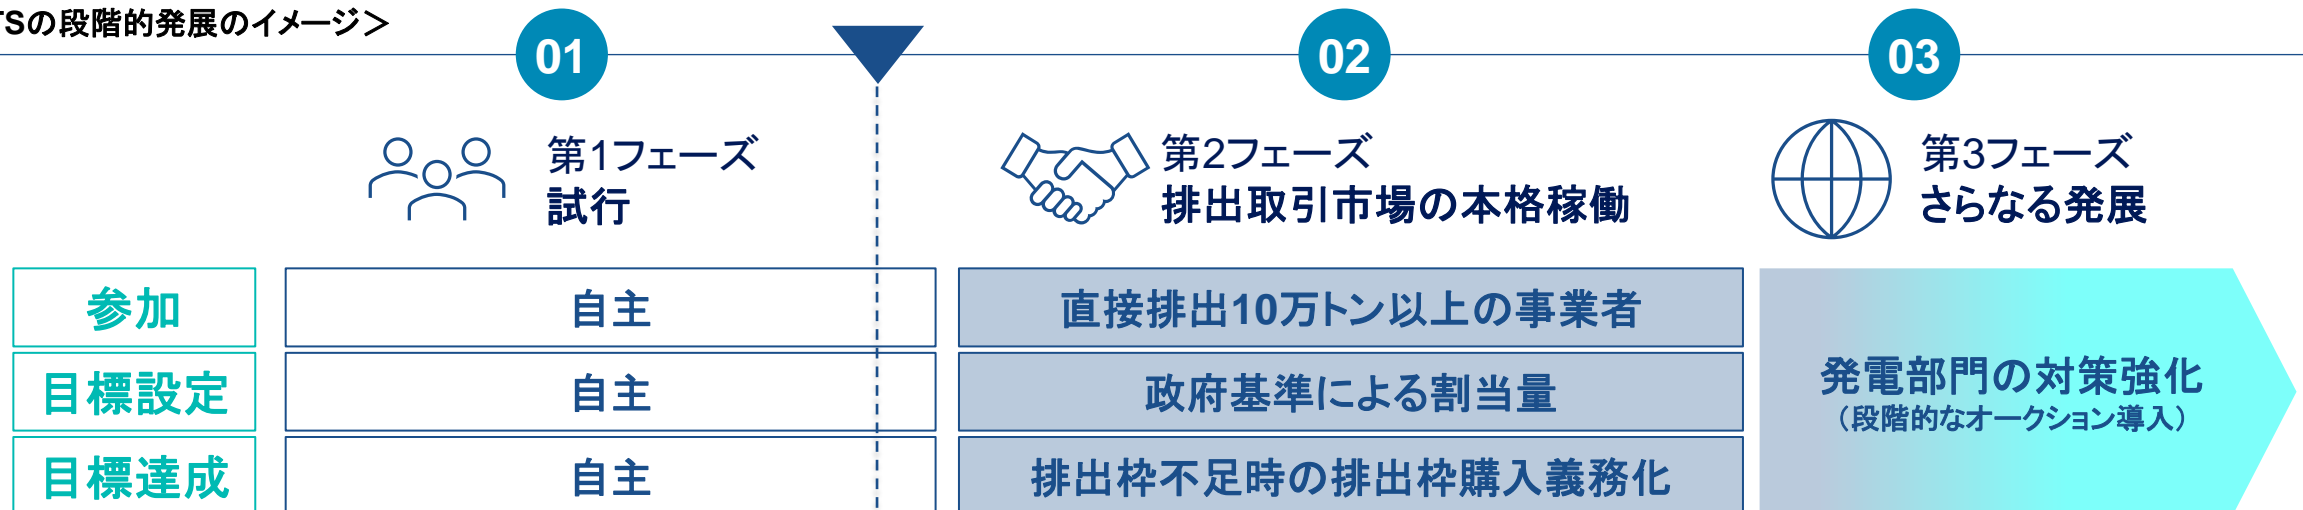 TSの段階的発展のイメージ＞
01
02
03
第1フェーズ
試行
第2フェーズ
排出取引市場の本格稼働
第3フェーズ
さらなる発展
参加
自主
直接排出10万トン以上の事業者
目標設定
自主
政府基準による割当量
発電部門の対策強化
（段階的なオークション導入）
目標達成
自主
排出枠不足時の排出枠購入義務化